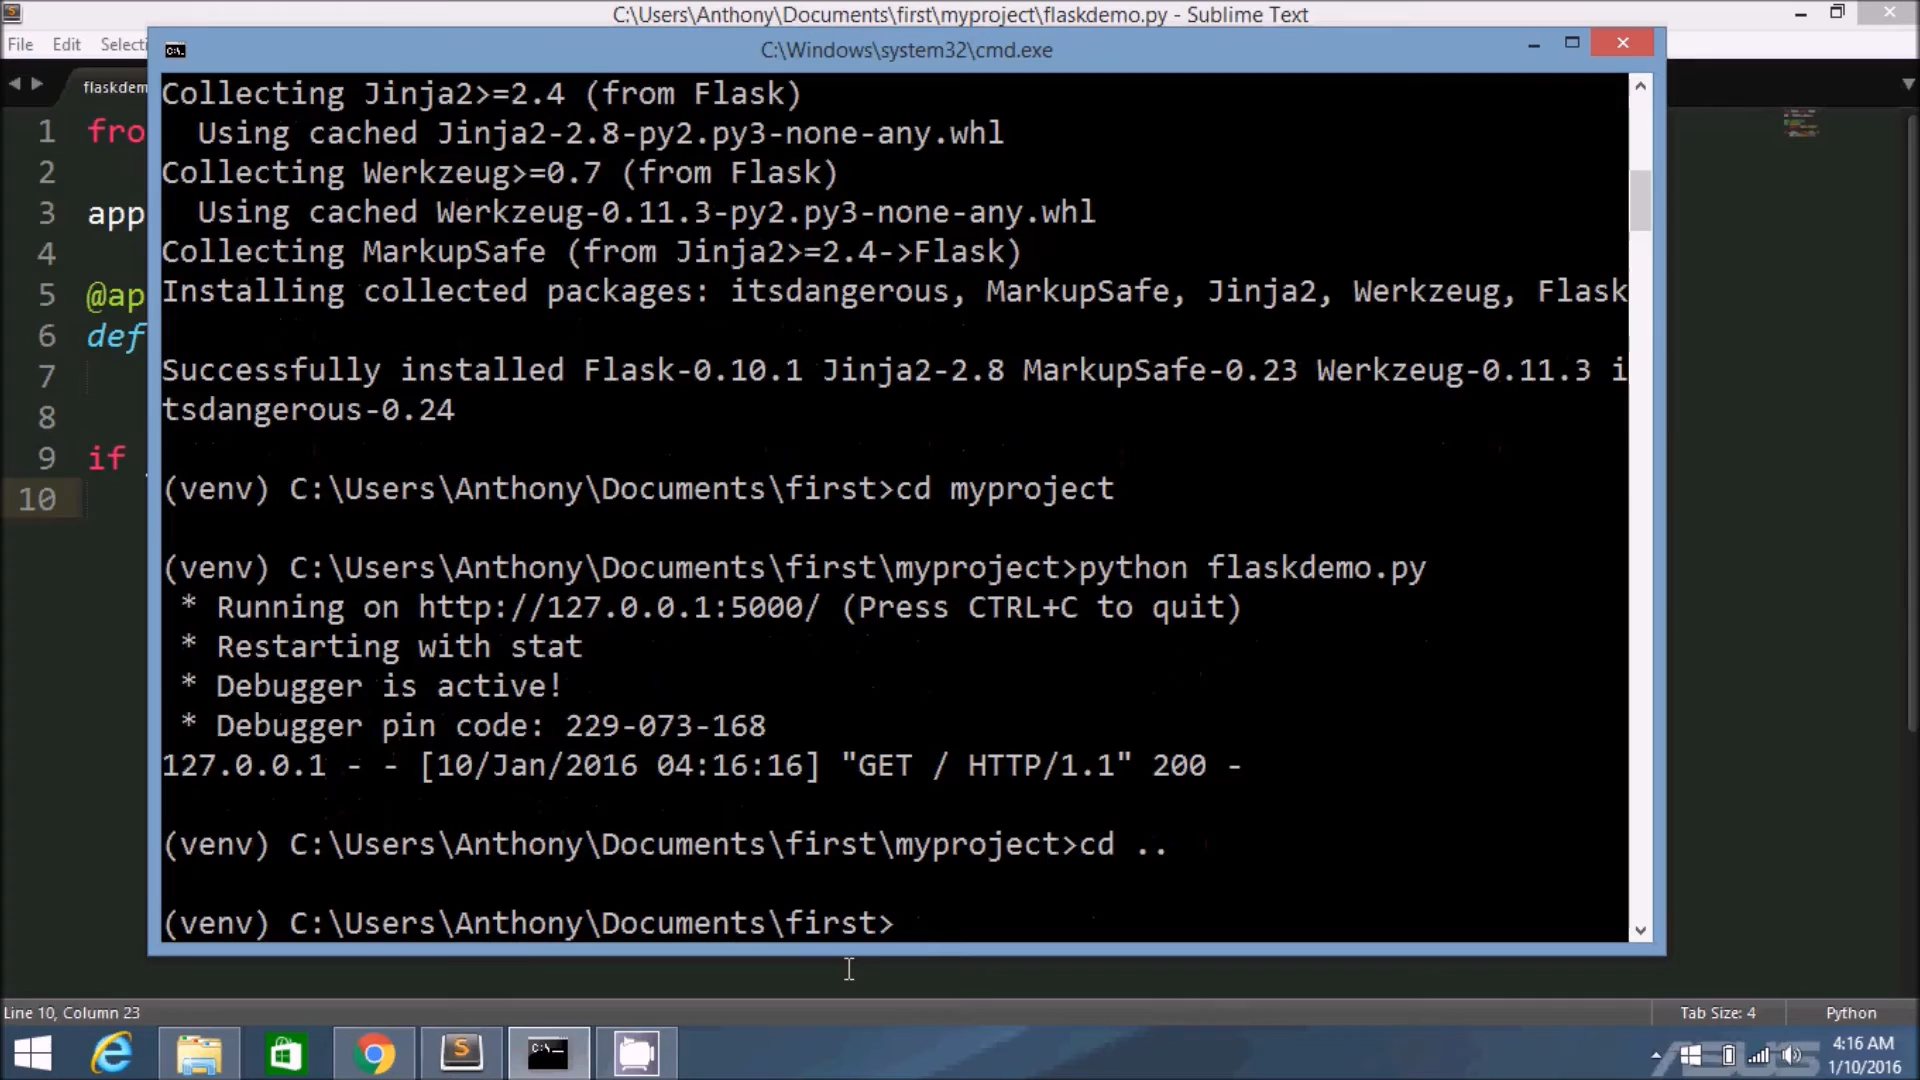 C:\Users\Anthony\Documents\first\myproject\flaskdemo.py - Sublime Text
File Edit Selecti
C:\Windows\system32\cmd.exe
flaskdem
1 fro
2
3 app
4
5 @ap
6 def
7
8
9 if
10
Collecting Jinja2>=2.4 (from Flask)
Using cached Jinja2-2.8-py2.py3-none-any.whl
Collecting Werkzeug>=0.7 (from Flask)
Using cached Werkzeug-0.11.3-py2.py3-none-any.whl
Collecting MarkupSafe (from Jinja2>=2.4->Flask)
Installing collected packages: itsdangerous, MarkupSafe, Jinja2, Werkzeug, Flask
Successfully installed Flask-0.10.1 Jinja2-2.8 MarkupSafe-0.23 Werkzeug-0.11.3 i
tsdangerous-0.24
(venv) C:\Users\Anthony\Documents\first>cd myproject
(venv) C:\Users\Anthony\Documents\first\myproject>python flaskdemo.py
* Running on http://127.0.0.1:5000/ (Press CTRL+C to quit)
* Restarting with stat
* Debugger is active!
* Debugger pin code: 229-073-168
127.0.0.1 - - [10/Jan/2016 04:16:16] "GET / HTTP/1.1" 200 -
(venv) C:\Users\Anthony\Documents\first\myproject>cd ..
(venv) C:\Users\Anthony\Documents\first>
Line 10, Column 23
Tab Size: 4
Python
ASUS
4:16 AM
1/10/2016